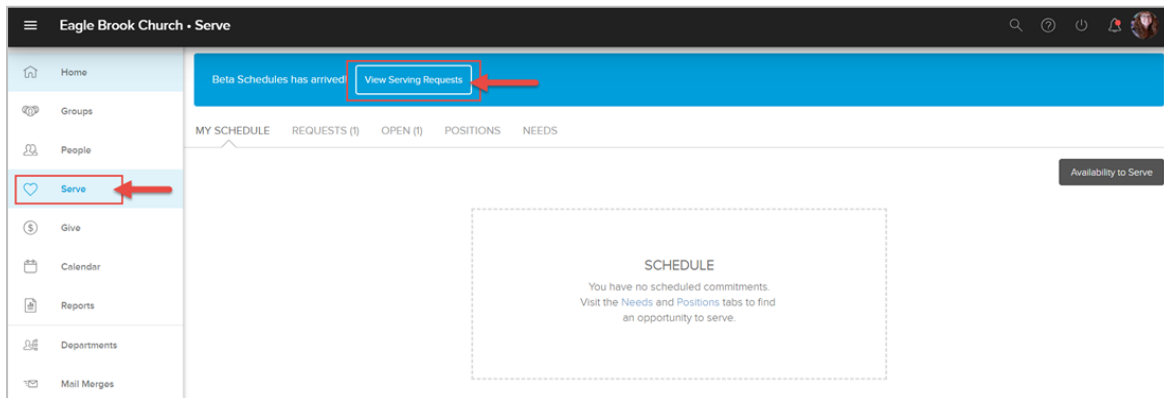 Eagle Brook Church • Serve
Home
Groups
People
Serve
Give
Calendar
Reports
Departments
Mail Merges
Beta Schedules has arrived!
View Serving Requests
MY SCHEDULE REQUESTS (1) OPEN (1) POSITIONS NEEDS
Availability to Serve
SCHEDULE
You have no scheduled commitments.
Visit the Needs and Positions tabs to find
an opportunity to serve.